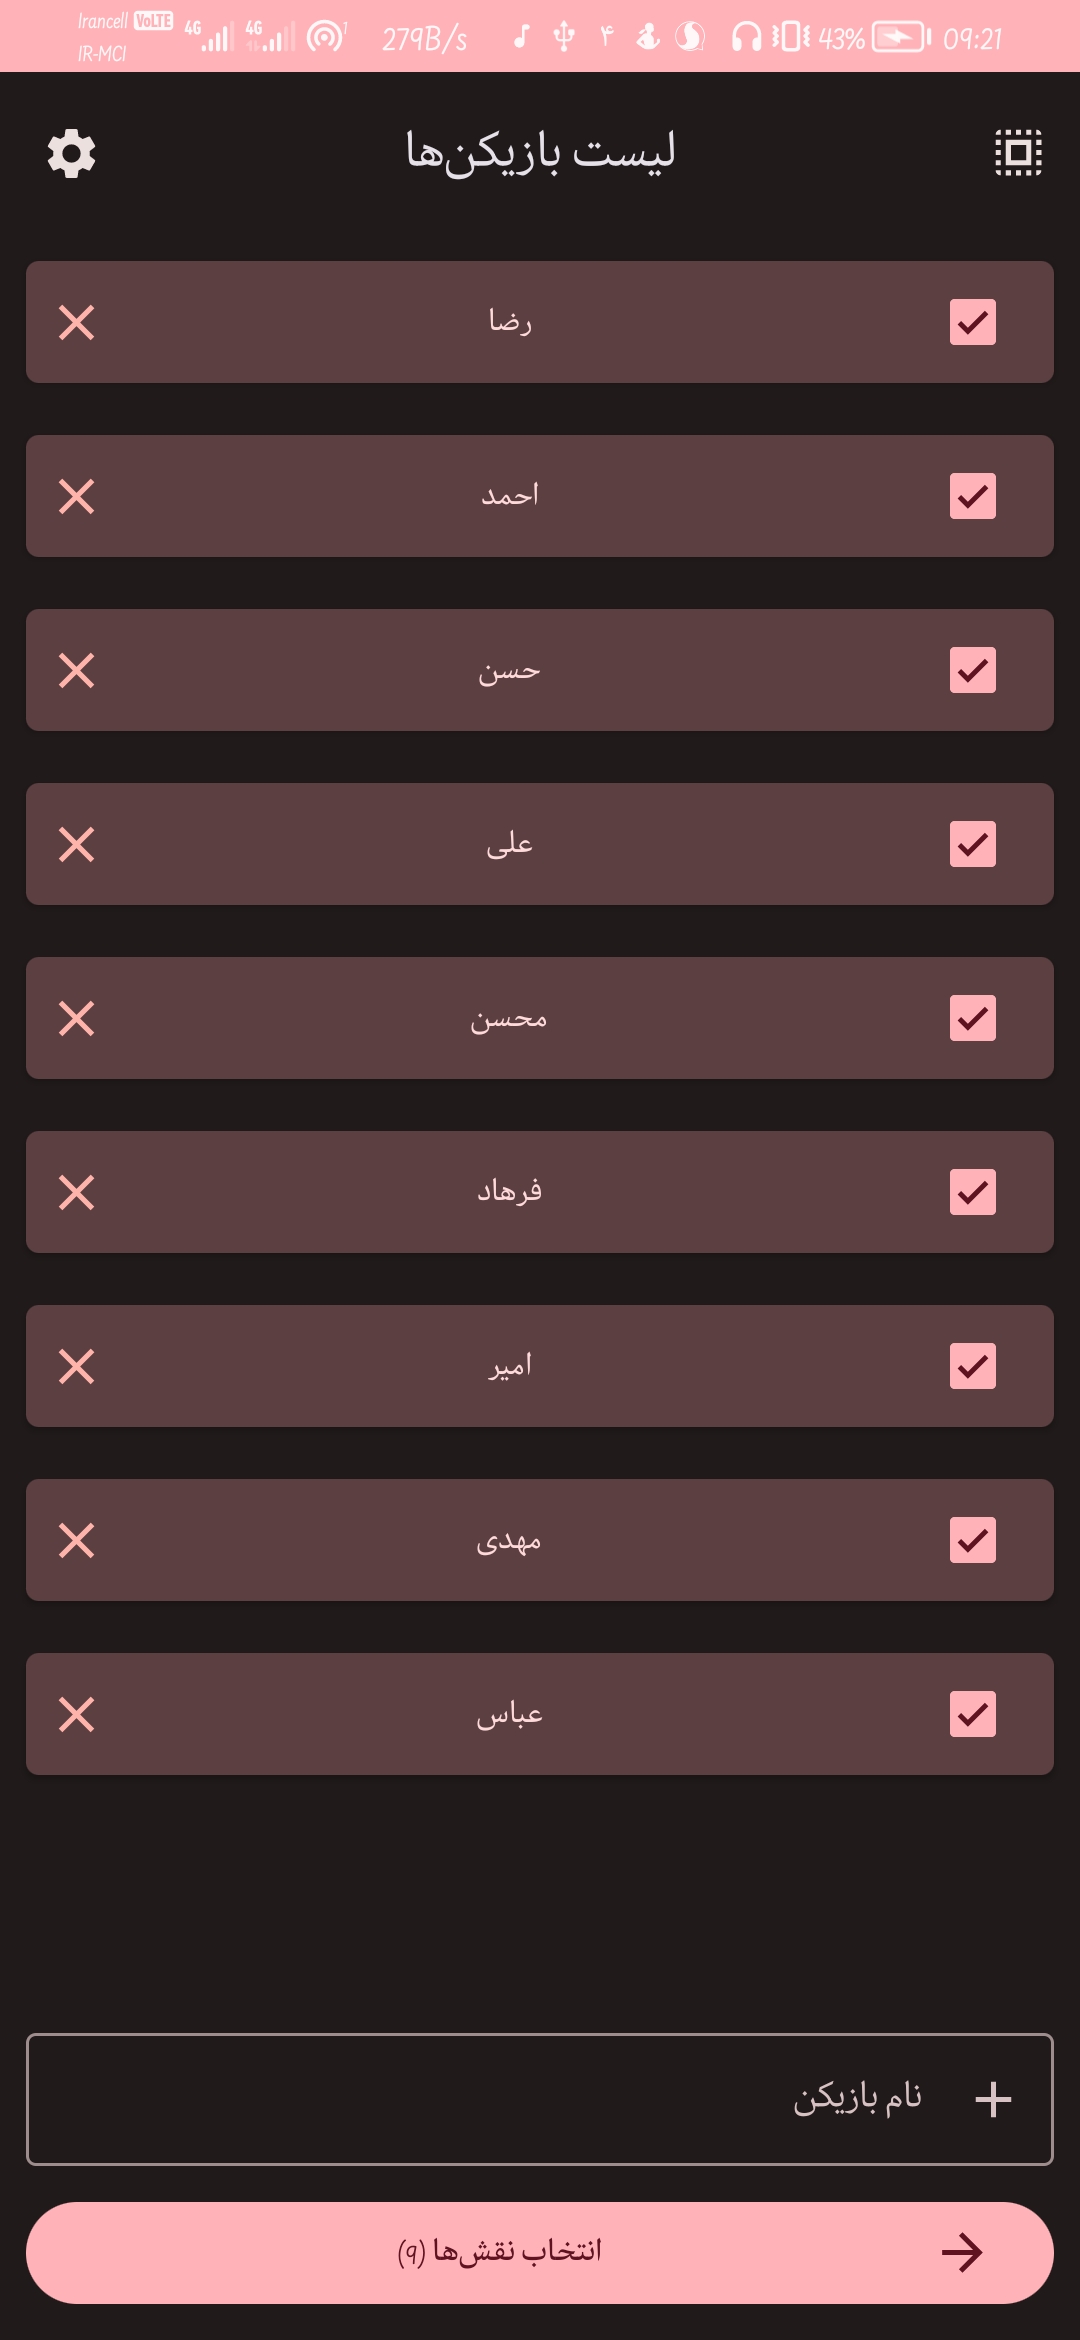 Irancell VoLTE 4G 4G 1 279B/s ۴ 43% 09:21
IR-MCI
لیست بازیکن‌ها
رضا
احمد
حسن
علی
محسن
فرهاد
امیر
مهدی
عباس
نام بازیکن
انتخاب نقش‌ها (۹)